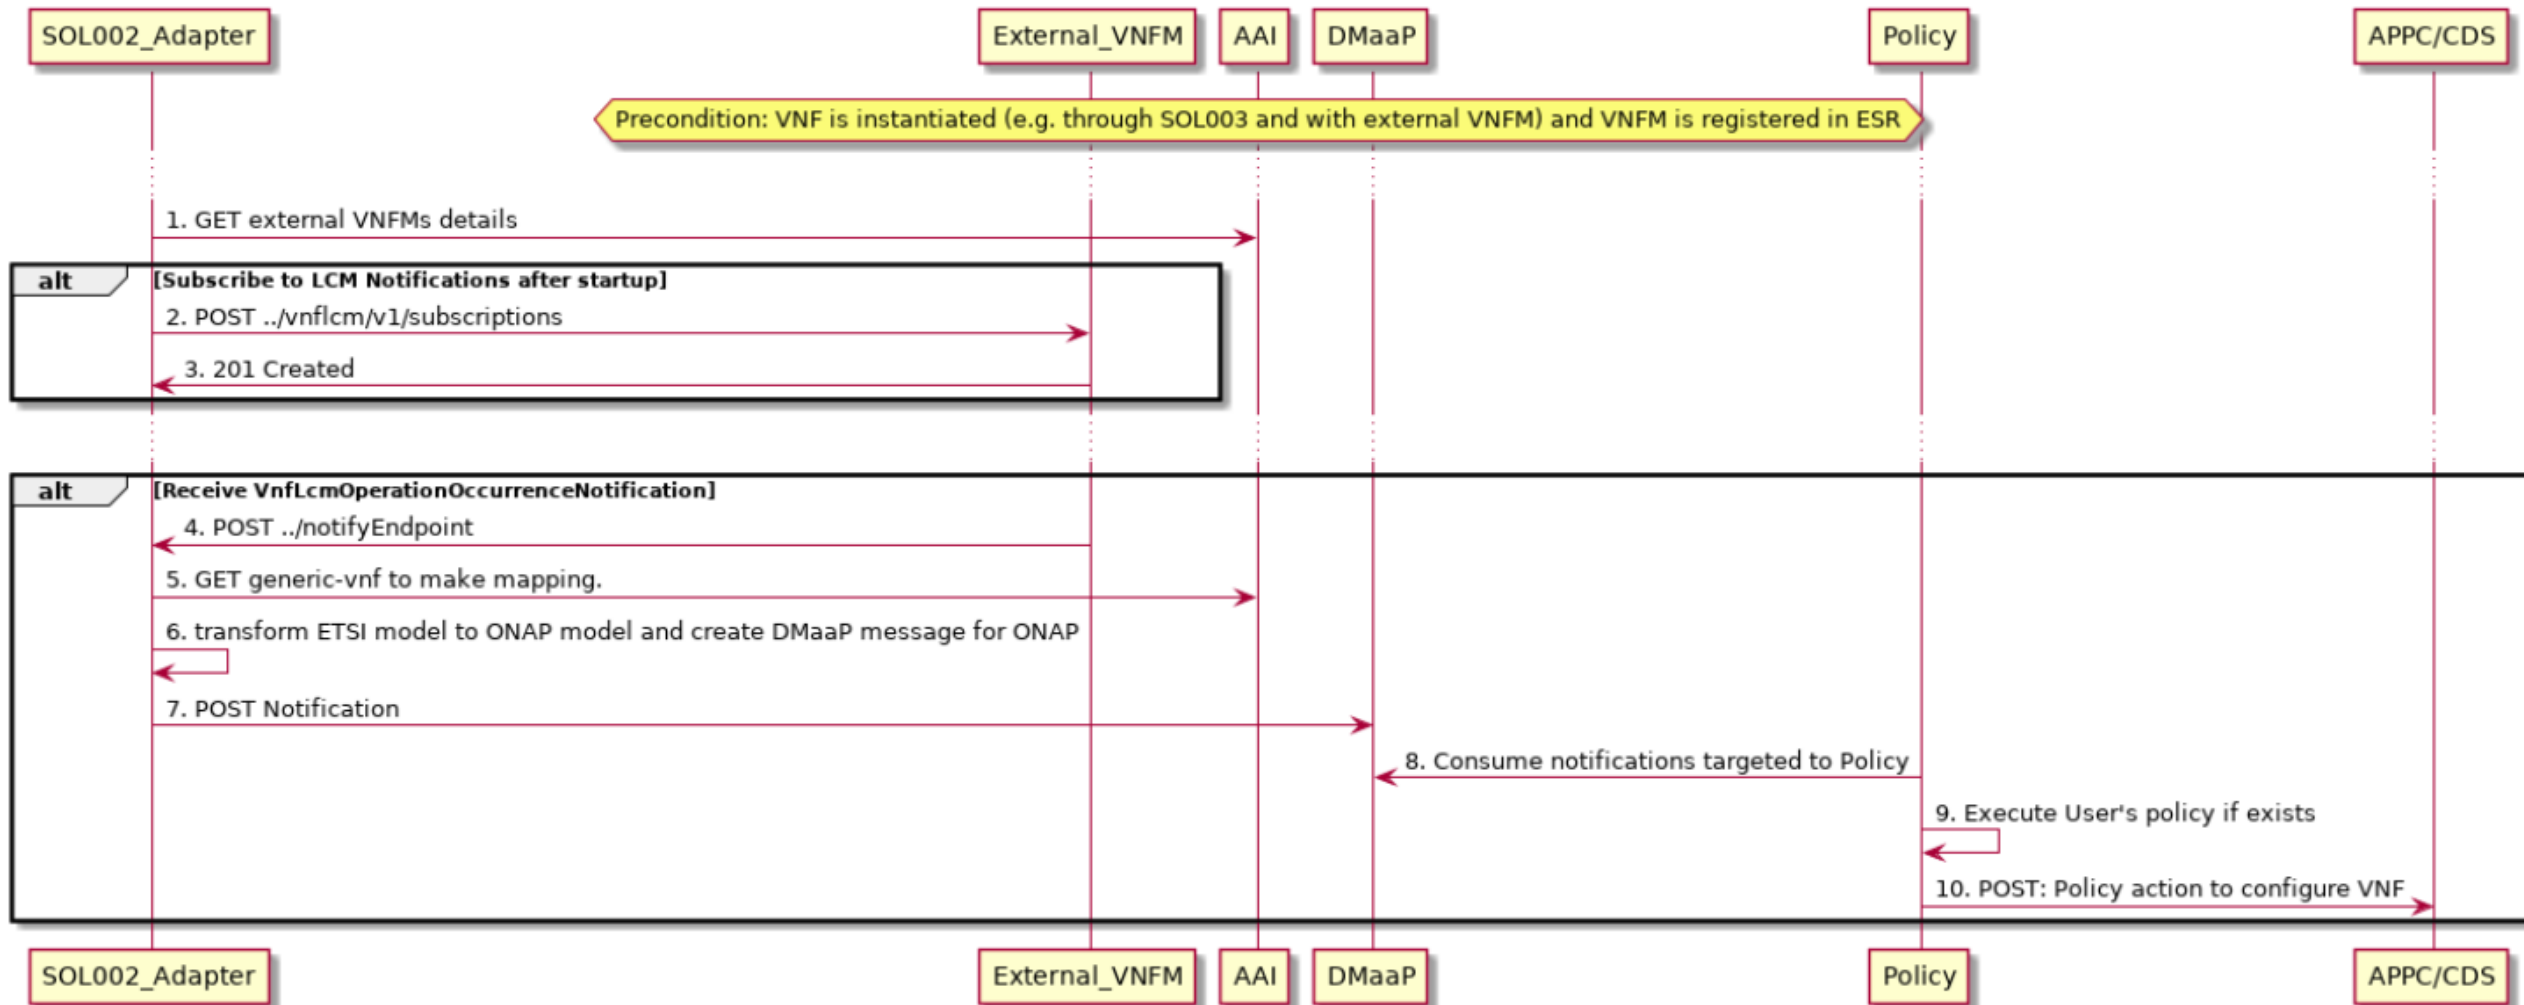 SOL002_Adapter
External_VNFM
AAI
DMaaP
Policy
APPC/CDS
Precondition: VNF is instantiated (e.g. through SOL003 and with external VNFM) and VNFM is registered in ESR
1. GET external VNFMs details
alt
[Subscribe to LCM Notifications after startup]
2. POST ../vnflcm/v1/subscriptions
3. 201 Created
alt
[Receive VnfLcmOperationOccurrenceNotification]
4. POST ../notifyEndpoint
5. GET generic-vnf to make mapping.
6. transform ETSI model to ONAP model and create DMaaP message for ONAP
7. POST Notification
8. Consume notifications targeted to Policy
9. Execute User's policy if exists
10. POST: Policy action to configure VNF
SOL002_Adapter
External_VNFM
AAI
DMaaP
Policy
APPC/CDS